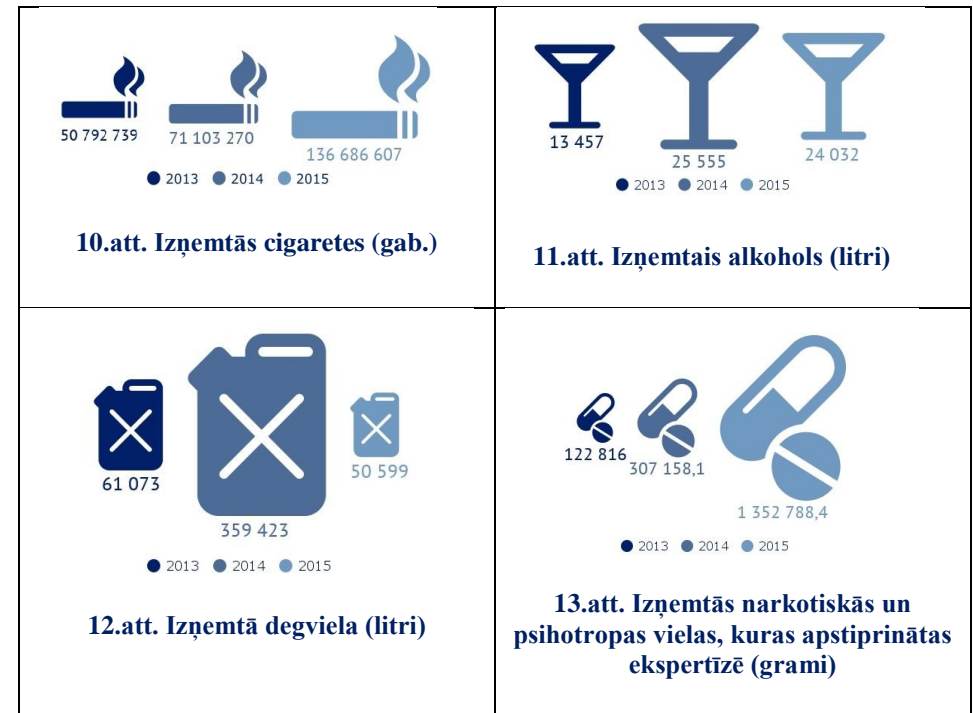 50 792 739
71 103 270
136 686 607
2013 2014 2015
10.att. Izņemtās cigaretes (gab.)
13 457
25 555
24 032
2013 2014 2015
11.att. Izņemtais alkohols (litri)
61 073
359 423
50 599
2013 2014 2015
12.att. Izņemtā degviela (litri)
122 816
307 158,1
1 352 788,4
2013 2014 2015
13.att. Izņemtās narkotiskās un
psihotropas vielas, kuras apstiprinātas
ekspertīzē (grami)